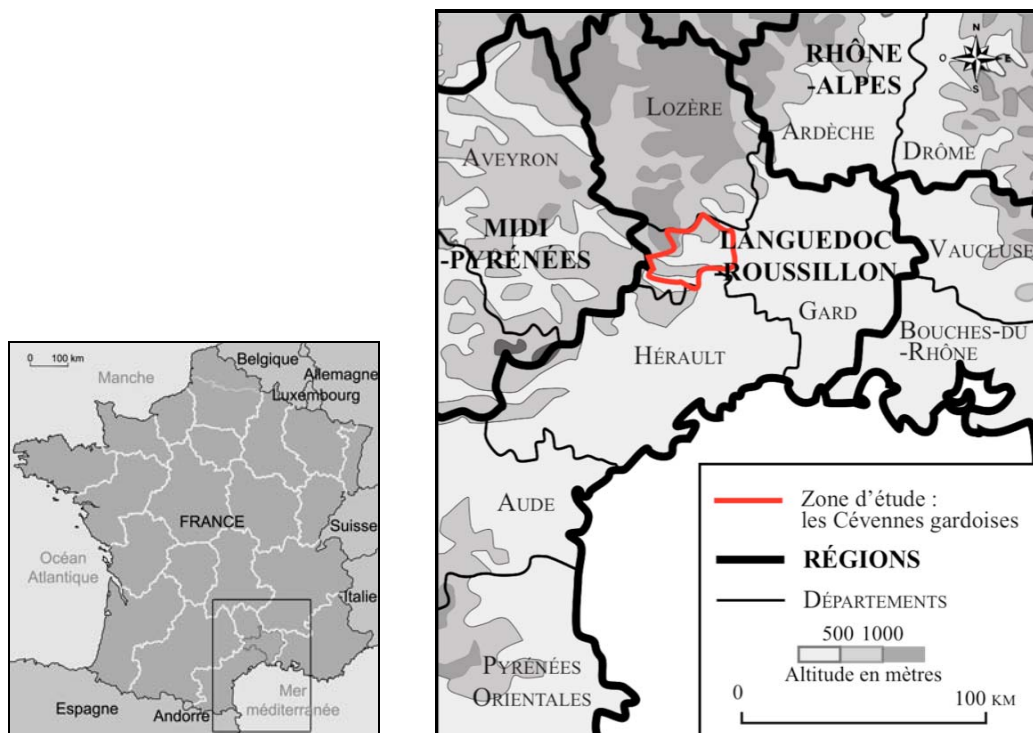 0 100 km
Belgique
Manche
Allemagne
Luxembourg
FRANCE
Suisse
Océan
Atlantique
Italie
Espagne
Andorre
Mer
méditerranée
RHÔNE
-ALPES
N
O E
S
LOZÈRE
ARDÈCHE
AVEYRON
DRÔME
MIDI
-PYRÉNÉES
LANGUEDOC
-ROUSSILLON
VAUCLUSE
GARD
HÉRAULT
BOUCHES-DU
-RHÔNE
AUDE
PYRÉNÉES
ORIENTALES
Zone d'étude :
les Cévennes gardoises
RÉGIONS
DÉPARTEMENTS
500 1000
Altitude en mètres
0 100 KM